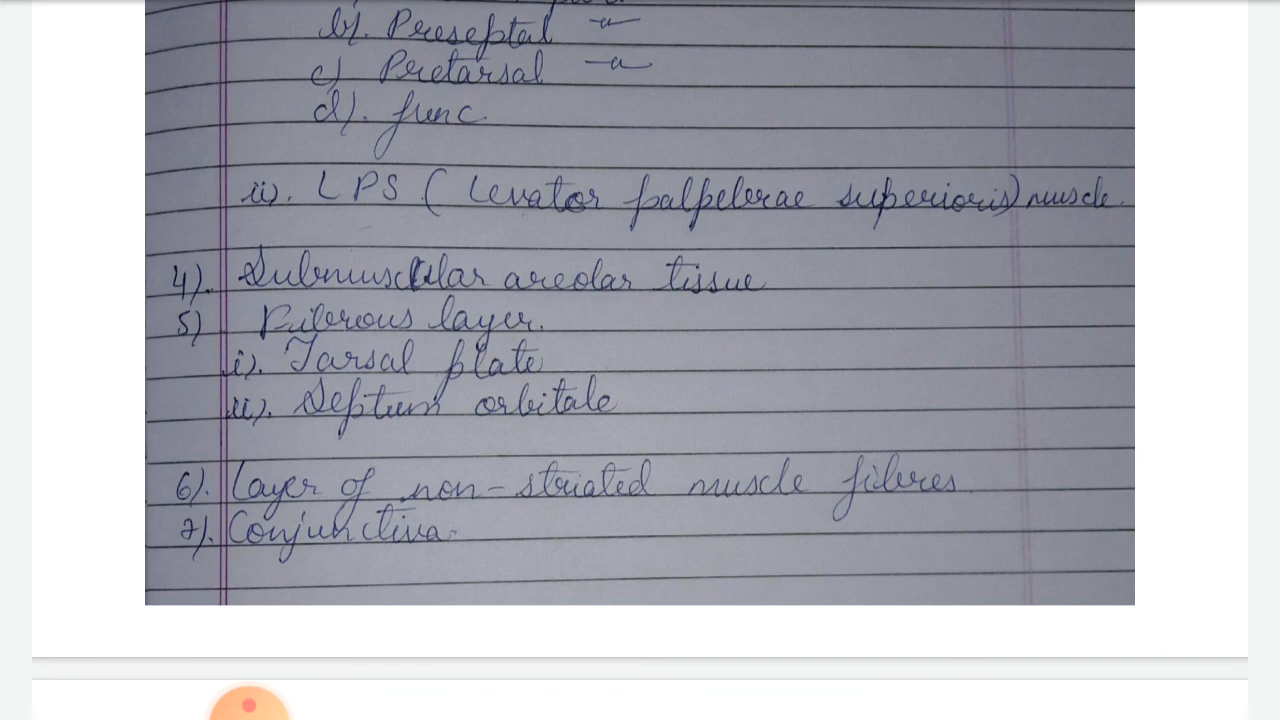 b). Preseptal —"—
c) Pretarsal —"—
d). func.
ii). LPS (Levator palpebrae superioris) muscle.
4). Submuscular areolar tissue
5) Fibrous layer.
i). Tarsal plate
ii). Septum orbitale
6). Layer of non-striated muscle fibres.
7). Conjunctiva.